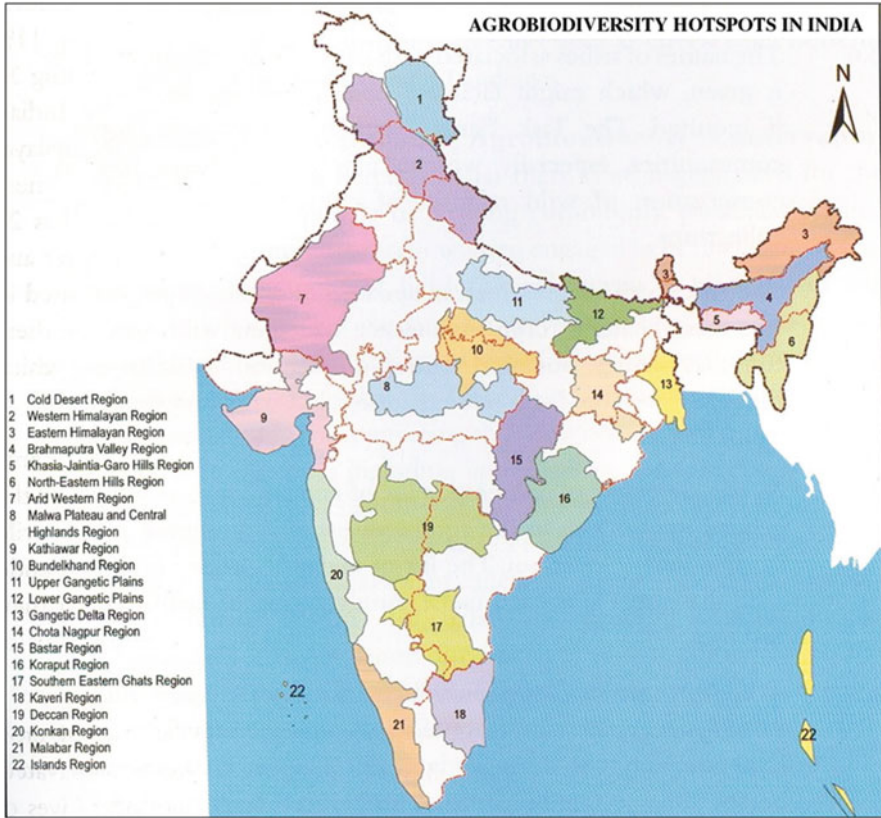 AGROBIODIVERSITY HOTSPOTS IN INDIA
N
1
2
3
3
4
5
6
7
8
9
10
11
12
13
14
15
16
17
18
19
20
21
22
22
1 Cold Desert Region
2 Western Himalayan Region
3 Eastern Himalayan Region
4 Brahmaputra Valley Region
5 Khasia-Jaintia-Garo Hills Region
6 North-Eastern Hills Region
7 Arid Western Region
8 Malwa Plateau and Central
Highlands Region
9 Kathiawar Region
10 Bundelkhand Region
11 Upper Gangetic Plains
12 Lower Gangetic Plains
13 Gangetic Delta Region
14 Chota Nagpur Region
15 Bastar Region
16 Koraput Region
17 Southern Eastern Ghats Region
18 Kaveri Region
19 Deccan Region
20 Konkan Region
21 Malabar Region
22 Islands Region